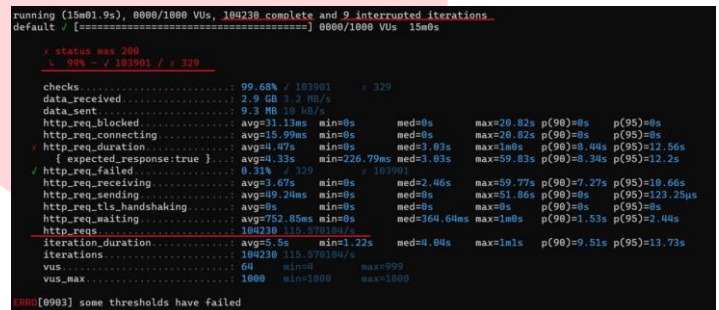 running (15m01.9s), 0000/1000 VUs, 104230 complete and 9 interrupted iterations
default ✓ [======================================] 0000/1000 VUs  15m0s
✗ status was 200
↳  99% — ✓ 103901 / ✗ 329
checks.........................: 99.68% ✓ 103901      ✗ 329
data_received..................: 2.9 GB 3.2 MB/s
data_sent......................: 9.3 MB 10 kB/s
http_req_blocked...............: avg=31.13ms  min=0s       med=0s       max=20.82s p(90)=0s     p(95)=0s
http_req_connecting............: avg=15.99ms  min=0s       med=0s       max=20.82s p(90)=0s     p(95)=0s
✗ http_req_duration..............: avg=4.47s    min=0s       med=3.03s    max=1m0s   p(90)=8.44s  p(95)=12.56s
{ expected_response:true }...: avg=4.33s    min=226.79ms med=3.03s    max=59.83s p(90)=8.34s  p(95)=12.2s
✓ http_req_failed................: 0.31%  ✓ 329         ✗ 103901
http_req_receiving.............: avg=3.67s    min=0s       med=2.46s    max=59.77s p(90)=7.27s  p(95)=10.66s
http_req_sending...............: avg=49.24ms  min=0s       med=0s       max=51.86s p(90)=0s     p(95)=123.25µs
http_req_tls_handshaking.......: avg=0s       min=0s       med=0s       max=0s     p(90)=0s     p(95)=0s
http_req_waiting...............: avg=752.85ms min=0s       med=364.64ms max=1m0s   p(90)=1.53s  p(95)=2.44s
http_reqs......................: 104230 115.570104/s
iteration_duration.............: avg=5.5s     min=1.22s    med=4.04s    max=1m1s   p(90)=9.51s  p(95)=13.73s
iterations.....................: 104230 115.570104/s
vus............................: 64     min=4         max=999
vus_max........................: 1000   min=1000      max=1000
ERRO[0903] some thresholds have failed